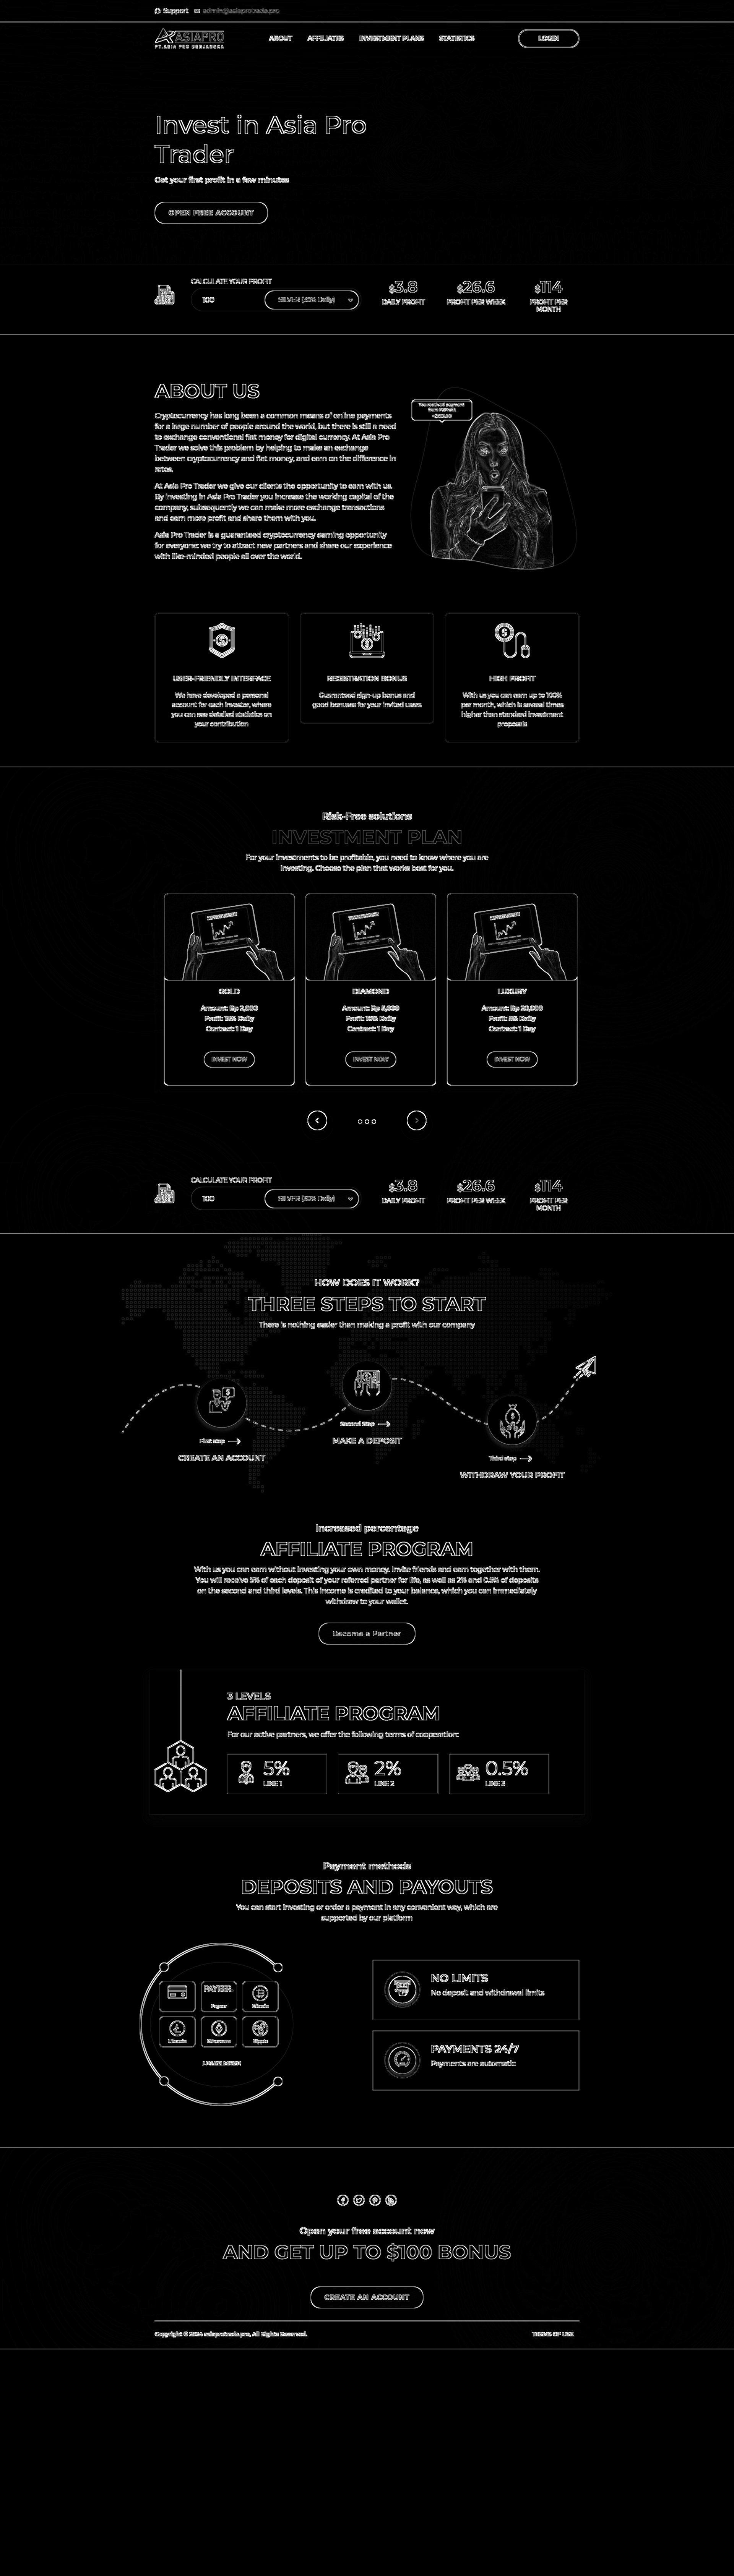 Support admin@asiaprotrade.pro
ASIAPRO
PT. ASIA PRO BERJANGKA
ABOUT AFFILIATES INVESTMENT PLANS STATISTICS LOGIN
Invest in Asia Pro
Trader
Get your first profit in a few minutes
OPEN FREE ACCOUNT
CALCULATE YOUR PROFIT
100 SILVER (30% Daily)
$3.8 $26.6 $114
DAILY PROFIT PROFIT PER WEEK PROFIT PER
MONTH
ABOUT US
Cryptocurrency has long been a common means of online payments
for a large number of people around the world, but there is still a need
to exchange conventional fiat money for digital currency. At Asia Pro
Trader we solve this problem by helping to make an exchange
between cryptocurrency and fiat money, and earn on the difference in
rates.
At Asia Pro Trader we give our clients the opportunity to earn with us.
By investing in Asia Pro Trader you increase the working capital of the
company, subsequently we can make more exchange transactions
and earn more profit and share them with you.
Asia Pro Trader is a guaranteed cryptocurrency earning opportunity
for everyone: we try to attract new partners and share our experience
with like-minded people all over the world.
You received payment
USER-FRIENDLY INTERFACE
We have developed a personal
account for each investor, where
you can see detailed statistics on
your contribution
REGISTRATION BONUS
Guaranteed sign-up bonus and
good bonuses for your invited users
HIGH PROFIT
With us you can earn up to 100%
per month, which is several times
higher than standard investment
proposals
Risk-Free solutions
INVESTMENT PLAN
For your investments to be profitable, you need to know where you are
investing. Choose the plan that works best for you.
GOLD
Amount: Rp
Profit: Daily
Contract: 1 Day
INVEST NOW
DIAMOND
Amount: Rp
Profit: Daily
Contract: 1 Day
INVEST NOW
LUXURY
Amount: Rp
Profit: Daily
Contract: 1 Day
INVEST NOW
CALCULATE YOUR PROFIT
100 SILVER (30% Daily)
$3.8 $26.6 $114
DAILY PROFIT PROFIT PER WEEK PROFIT PER
MONTH
HOW DOES IT WORK?
THREE STEPS TO START
There is nothing easier than making a profit with our company
First step
CREATE AN ACCOUNT
Second Step
MAKE A DEPOSIT
Third step
WITHDRAW YOUR PROFIT
Increased percentage
AFFILIATE PROGRAM
With us you can earn without investing your own money. Invite friends and earn together with them.
You will receive 5% of each deposit of your referred partner for life, as well as 2% and 0.5% of deposits
on the second and third levels. This income is credited to your balance, which you can immediately
withdraw to your wallet.
Become a Partner
3 LEVELS
AFFILIATE PROGRAM
For our active partners, we offer the following terms of cooperation:
5% 2% 0.5%
LINE 1 LINE 2 LINE 3
Payment methods
DEPOSITS AND PAYOUTS
You can start investing or order a payment in any convenient way, which are
supported by our platform
PAYEER
Payeer Bitcoin
Litecoin Ethereum Ripple
LEARN MORE
NO LIMITS
No deposit and withdrawal limits
PAYMENTS 24/7
Payments are automatic
Open your free account now
AND GET UP TO $100 BONUS
CREATE AN ACCOUNT
Copyright © 2024 asiaprotrade.pro, All Rights Reserved. TERMS OF USE